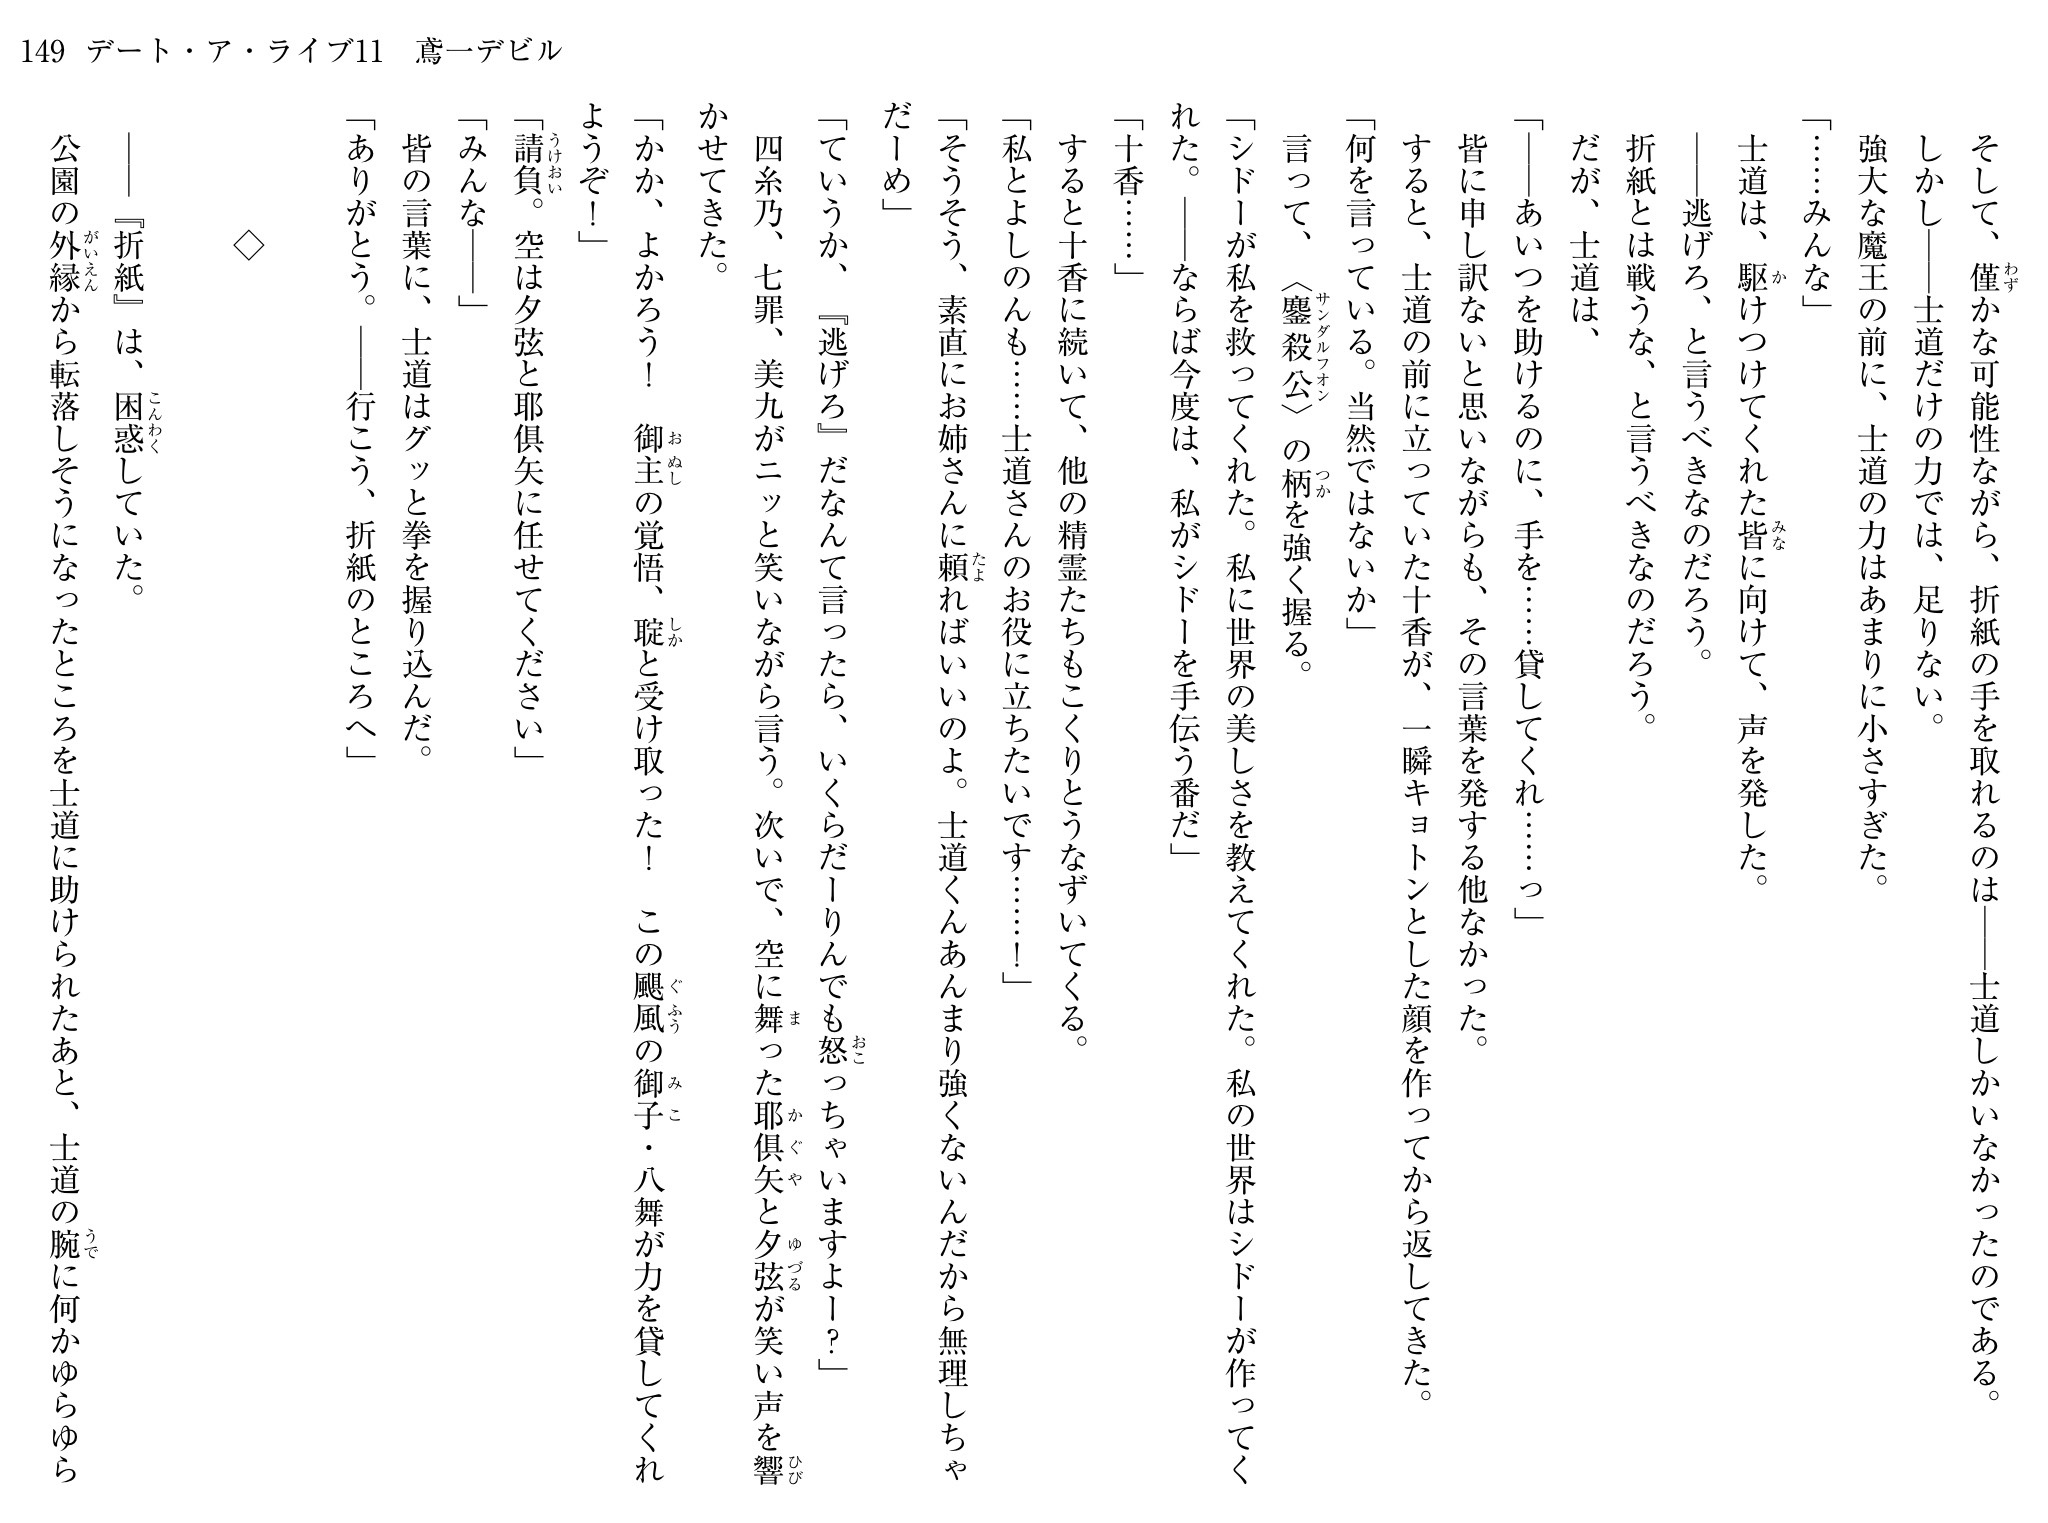 149 デート・ア・ライブ11　鳶一デビル
　そして、僅かな可能性ながら、折紙の手を取れるのは――士道しかいなかったのである。
　しかし――士道だけの力では、足りない。
　強大な魔王の前に、士道の力はあまりに小さすぎた。
「……みんな」
　士道は、駆けつけてくれた皆に向けて、声を発した。
　――逃げろ、と言うべきなのだろう。
　折紙とは戦うな、と言うべきなのだろう。
　だが、士道は、
「――あいつを助けるのに、手を……貸してくれ……っ」
　皆に申し訳ないと思いながらも、その言葉を発する他なかった。
　すると、士道の前に立っていた十香が、一瞬キョトンとした顔を作ってから返してきた。
「何を言っている。当然ではないか」
　言って、〈鏖殺公〉の柄を強く握る。
「シドーが私を救ってくれた。私に世界の美しさを教えてくれた。私の世界はシドーが作ってく
れた。――ならば今度は、私がシドーを手伝う番だ」
「十香……」
　すると十香に続いて、他の精霊たちもこくりとうなずいてくる。
「私とよしのんも……士道さんのお役に立ちたいです……！」
「そうそう、素直にお姉さんに頼ればいいのよ。士道くんあんまり強くないんだから無理しちゃ
だーめ」
「ていうか、『逃げろ』だなんて言ったら、いくらだーりんでも怒っちゃいますよー？」
　四糸乃、七罪、美九がニッと笑いながら言う。次いで、空に舞った耶倶矢と夕弦が笑い声を響
かせてきた。
「かか、よかろう！　御主の覚悟、聢と受け取った！　この颶風の御子・八舞が力を貸してくれ
ようぞ！」
「請負。空は夕弦と耶倶矢に任せてください」
「みんな――」
　皆の言葉に、士道はグッと拳を握り込んだ。
「ありがとう。――行こう、折紙のところへ」
◇
　――『折紙』は、困惑していた。
　公園の外縁から転落しそうになったところを士道に助けられたあと、士道の腕に何かゆらゆら